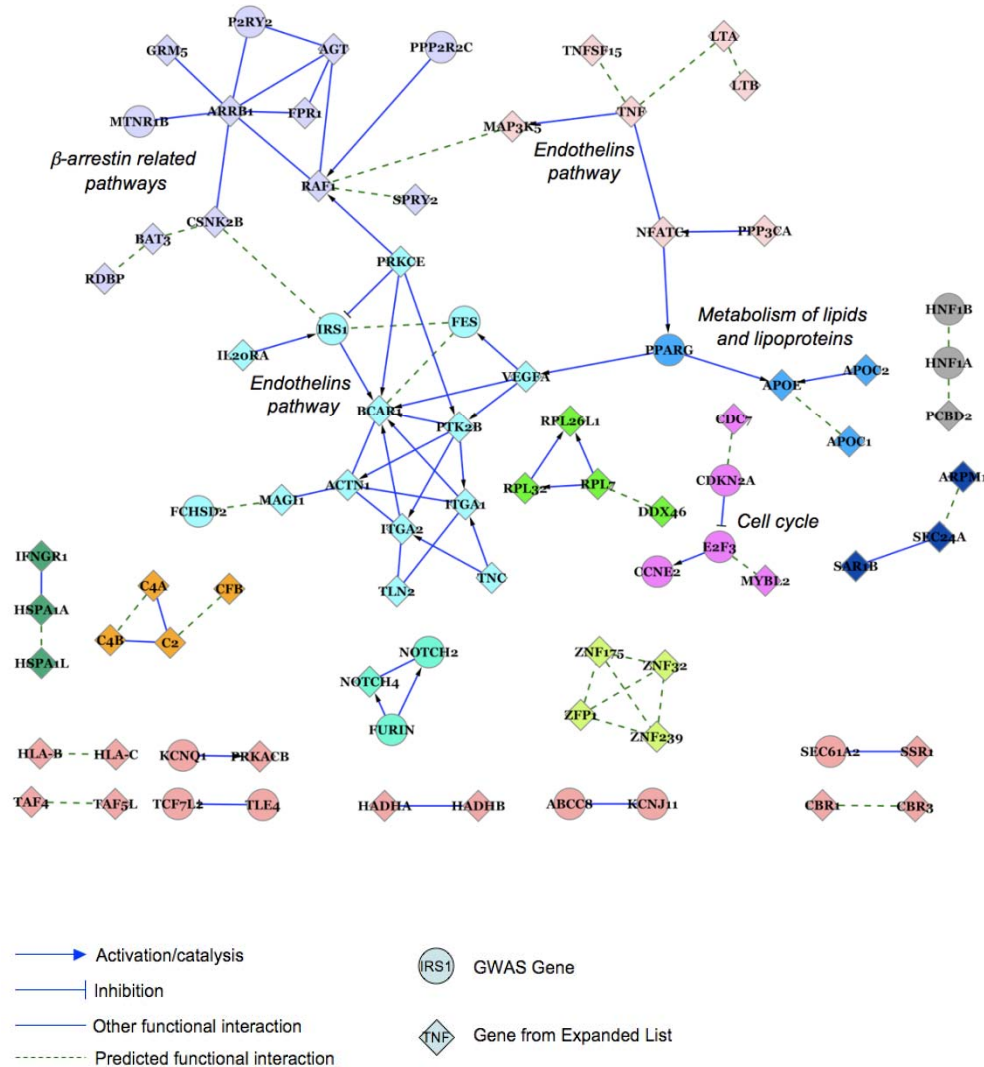 P2RY2
GRM5
AGT
PPP2R2C
TNFSF15
LTA
LTB
MTNR1B
ARRB1
FPR1
MAP3K5
TNF
β-arrestin related
pathways
Endothelins
pathway
RAF1
SPRY2
CSNK2B
BAT3
RDBP
NFATC1
PPP3CA
PRKCE
IRS1
FES
IL20RA
Endothelins
pathway
VEGFA
PPARG
Metabolism of lipids
and lipoproteins
APOE
APOC2
APOC1
HNF1B
HNF1A
PCBD2
BCAR1
PTK2B
RPL26L1
RPL32
RPL7
DDX46
CDC7
CDKN2A
Cell cycle
E2F3
CCNE2
MYBL2
ARPM1
SEC24A
SAR1B
FCHSD2
MAGI1
ACTN1
ITGA1
ITGA2
TLN2
TNC
IFNGR1
HSPA1A
HSPA1L
C4A
CFB
C4B
C2
NOTCH2
NOTCH4
FURIN
ZNF175
ZNF32
ZFP1
ZNF239
HLA-B
HLA-C
KCNQ1
PRKACB
SEC61A2
SSR1
TAF4
TAF5L
TCF7L2
TLE4
HADHA
HADHB
ABCC8
KCNJ11
CBR1
CBR3
Activation/catalysis
Inhibition
Other functional interaction
Predicted functional interaction
IRS1
GWAS Gene
TNF
Gene from Expanded List